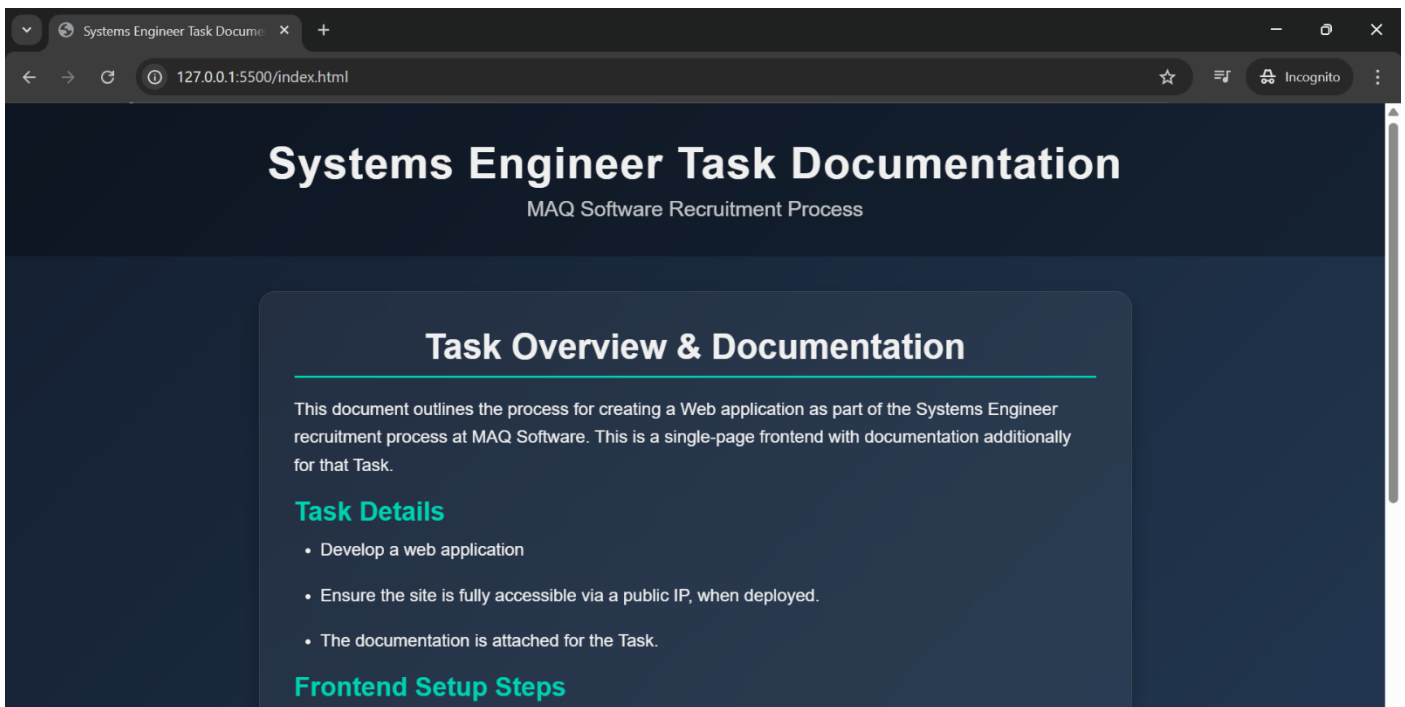 Systems Engineer Task Docume
127.0.0.1:5500/index.html
Incognito
Systems Engineer Task Documentation
MAQ Software Recruitment Process
Task Overview & Documentation
This document outlines the process for creating a Web application as part of the Systems Engineer
recruitment process at MAQ Software. This is a single-page frontend with documentation additionally
for that Task.
Task Details
• Develop a web application
• Ensure the site is fully accessible via a public IP, when deployed.
• The documentation is attached for the Task.
Frontend Setup Steps